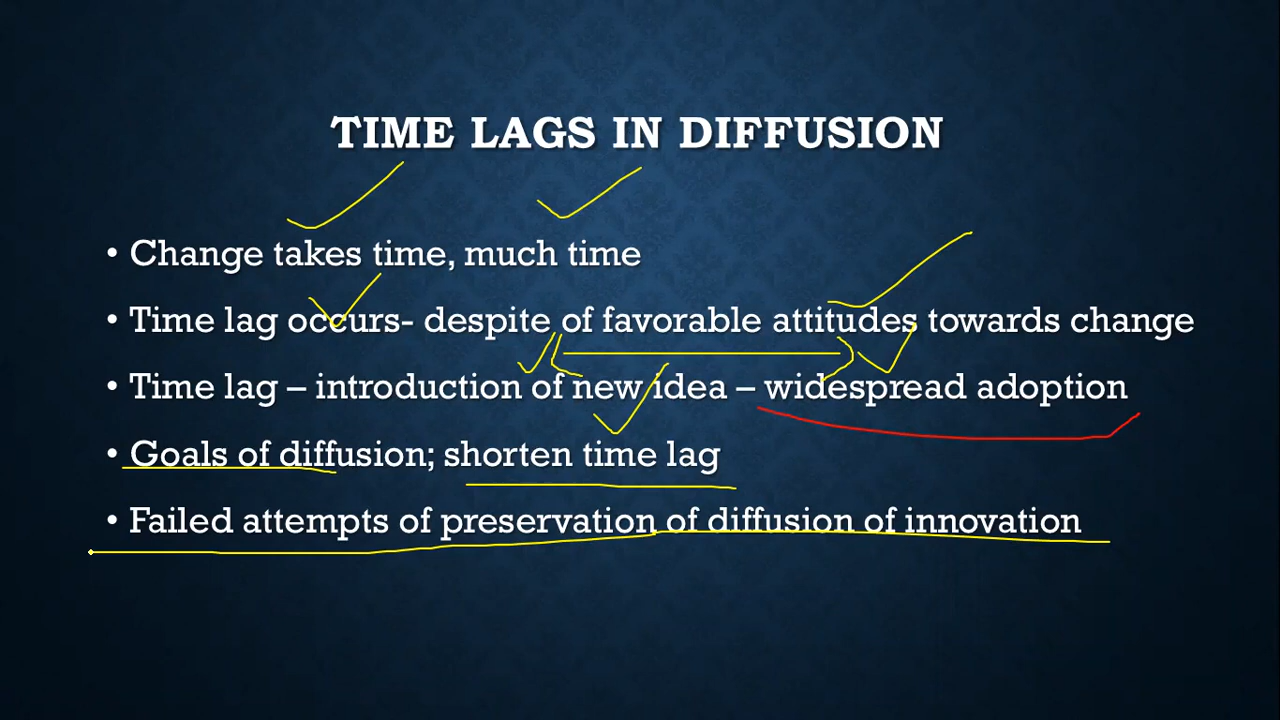 TIME LAGS IN DIFFUSION
• Change takes time, much time
• Time lag occurs- despite of favorable attitudes towards change
• Time lag – introduction of new idea – widespread adoption
• Goals of diffusion; shorten time lag
• Failed attempts of preservation of diffusion of innovation